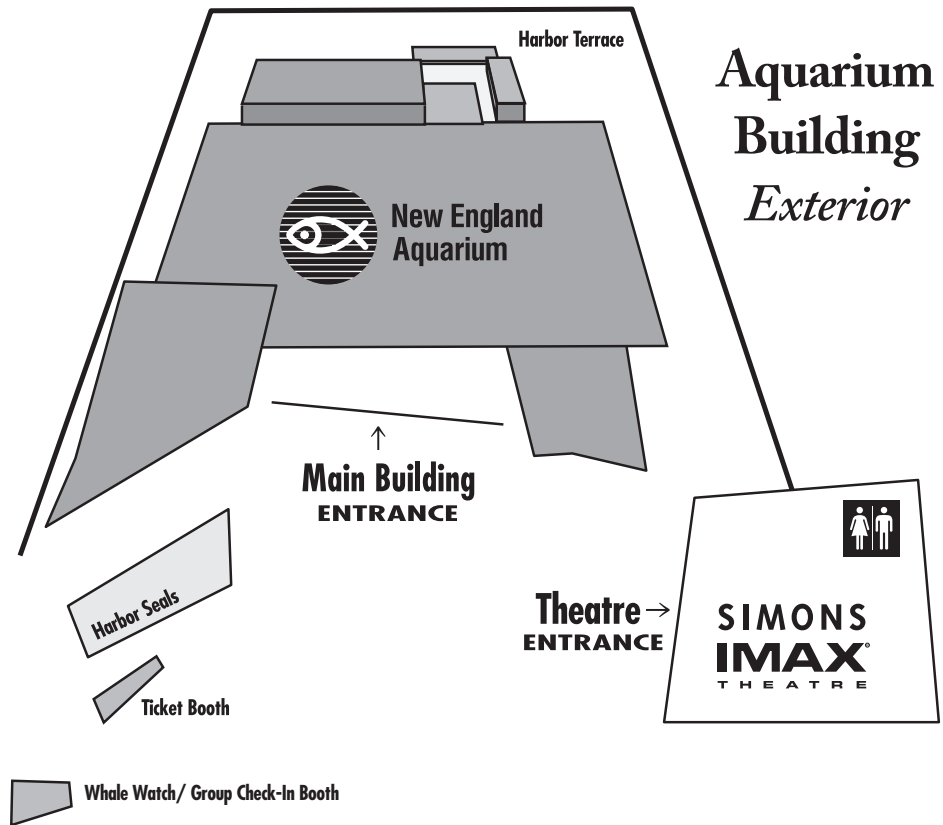 Harbor Terrace
Aquarium
Building
Exterior
New England
Aquarium
Main Building
ENTRANCE
Harbor Seals
Theatre
ENTRANCE
SIMONS
IMAX®
THEATRE
Ticket Booth
Whale Watch/ Group Check-In Booth